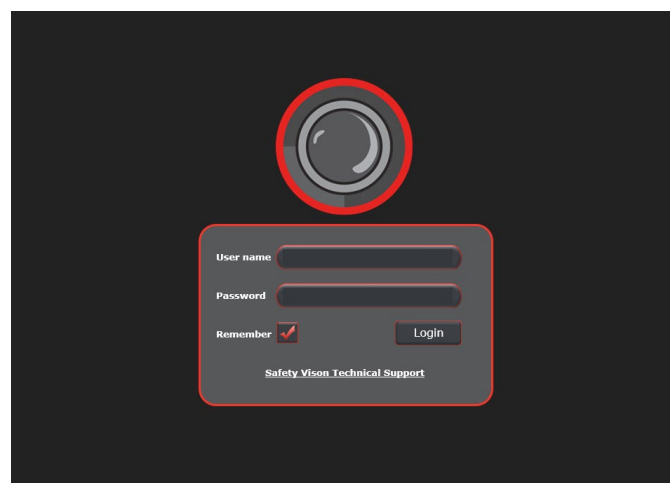 User name
Password
Remember
Login
Safety Vison Technical Support